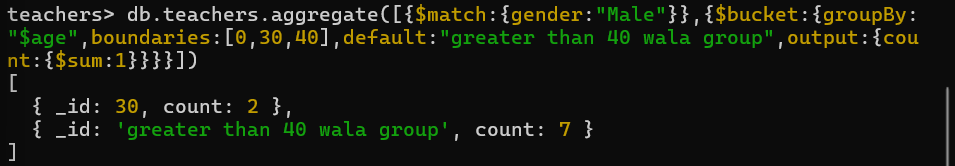 teachers> db.teachers.aggregate([{$match:{gender:"Male"}},{$bucket:{groupBy:
"$age",boundaries:[0,30,40],default:"greater than 40 wala group",output:{cou
nt:{$sum:1}}}}])
[
  { _id: 30, count: 2 },
  { _id: 'greater than 40 wala group', count: 7 }
]